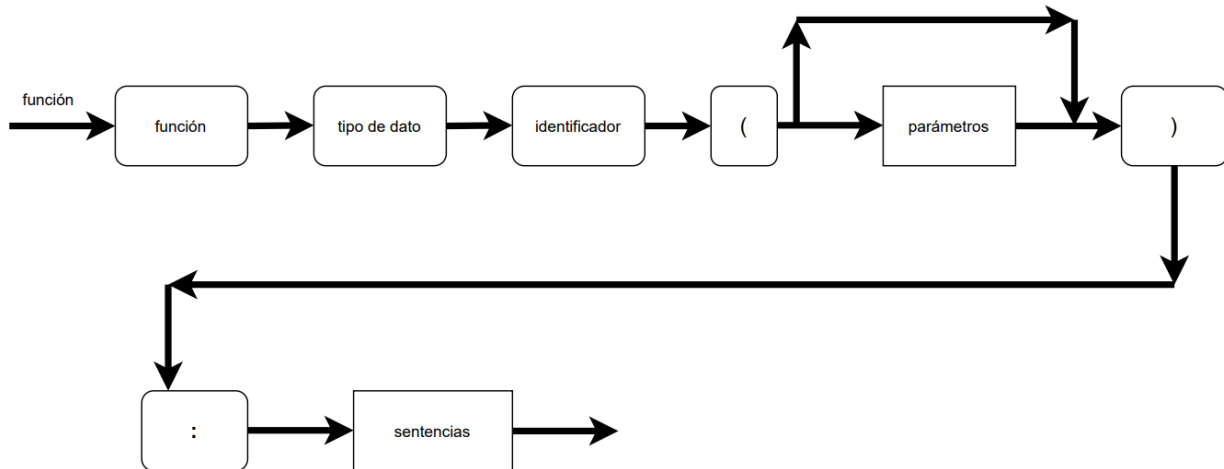 función
función
tipo de dato
identificador
(
parámetros
)
:
sentencias